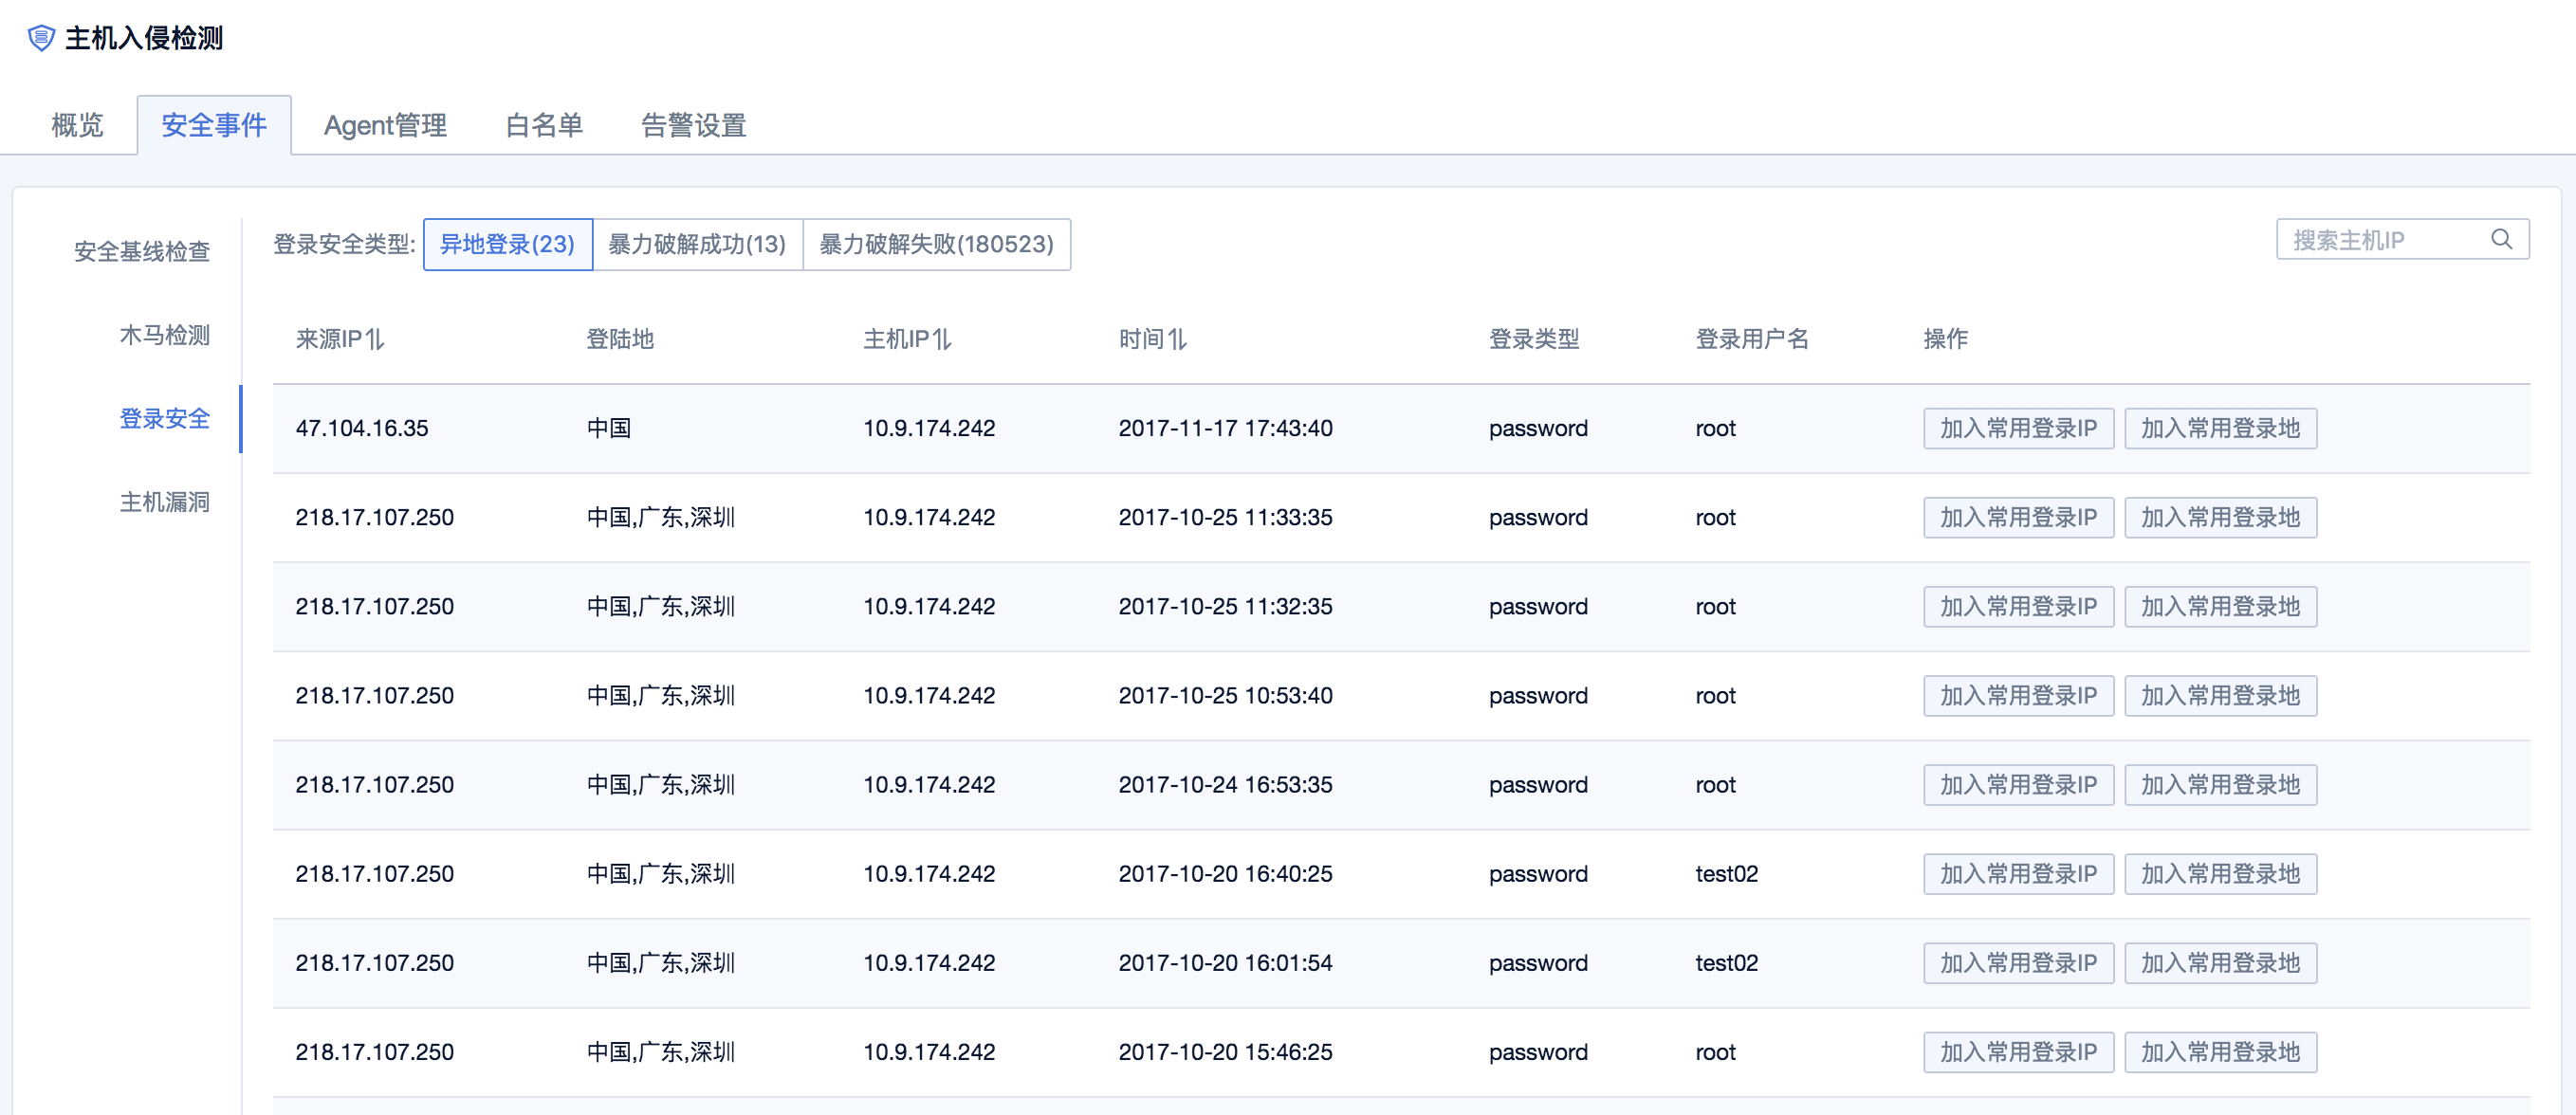 主机入侵检测
概览 安全事件 Agent管理 白名单 告警设置
安全基线检查
木马检测
登录安全
主机漏洞
登录安全类型: 异地登录(23) 暴力破解成功(13) 暴力破解失败(180523) 搜索主机IP
来源IP 登陆地 主机IP 时间 登录类型 登录用户名 操作
47.104.16.35 中国 10.9.174.242 2017-11-17 17:43:40 password root 加入常用登录IP 加入常用登录地
218.17.107.250 中国,广东,深圳 10.9.174.242 2017-10-25 11:33:35 password root 加入常用登录IP 加入常用登录地
218.17.107.250 中国,广东,深圳 10.9.174.242 2017-10-25 11:32:35 password root 加入常用登录IP 加入常用登录地
218.17.107.250 中国,广东,深圳 10.9.174.242 2017-10-25 10:53:40 password root 加入常用登录IP 加入常用登录地
218.17.107.250 中国,广东,深圳 10.9.174.242 2017-10-24 16:53:35 password root 加入常用登录IP 加入常用登录地
218.17.107.250 中国,广东,深圳 10.9.174.242 2017-10-20 16:40:25 password test02 加入常用登录IP 加入常用登录地
218.17.107.250 中国,广东,深圳 10.9.174.242 2017-10-20 16:01:54 password test02 加入常用登录IP 加入常用登录地
218.17.107.250 中国,广东,深圳 10.9.174.242 2017-10-20 15:46:25 password root 加入常用登录IP 加入常用登录地